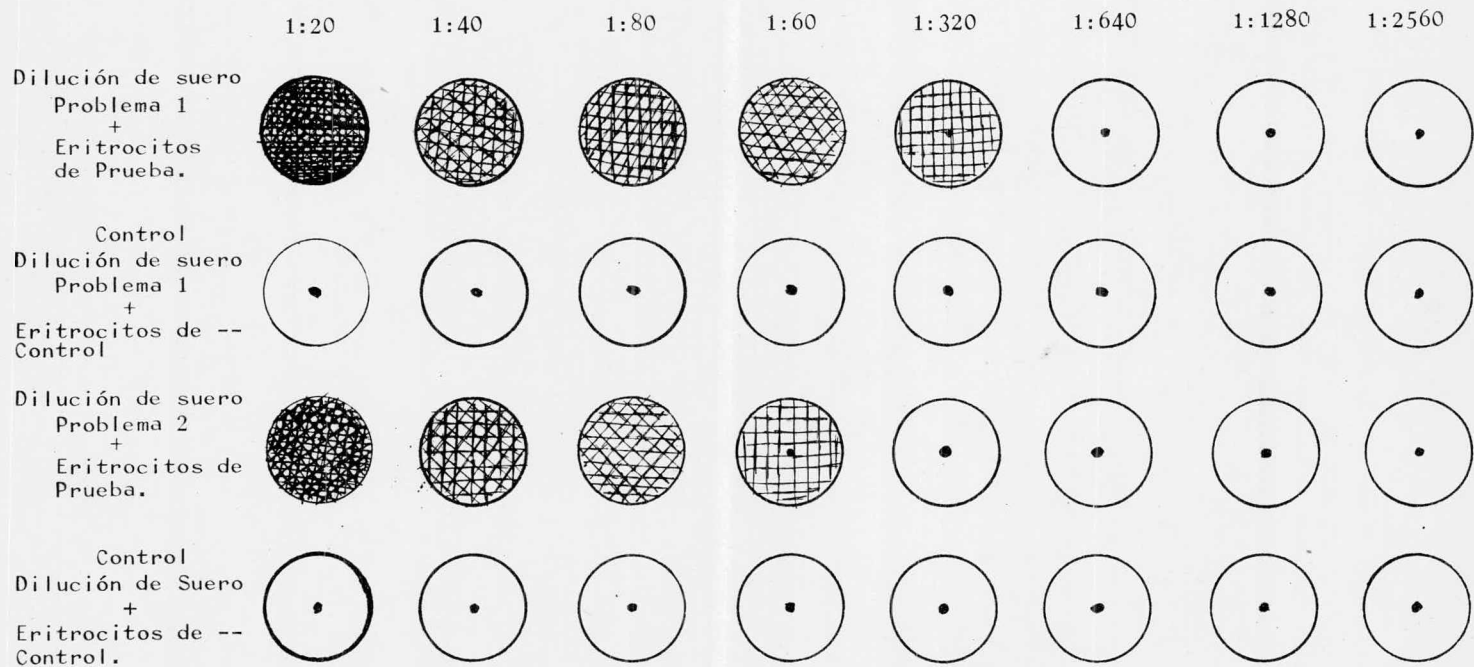 1:20 1:40 1:80 1:60 1:320 1:640 1:1280 1:2560
Dilución de suero
Problema 1
+
Eritrocitos
de Prueba.
Control
Dilución de suero
Problema 1
+
Eritrocitos de --
Control
Dilución de suero
Problema 2
+
Eritrocitos de
Prueba.
Control
Dilución de Suero
+
Eritrocitos de --
Control.